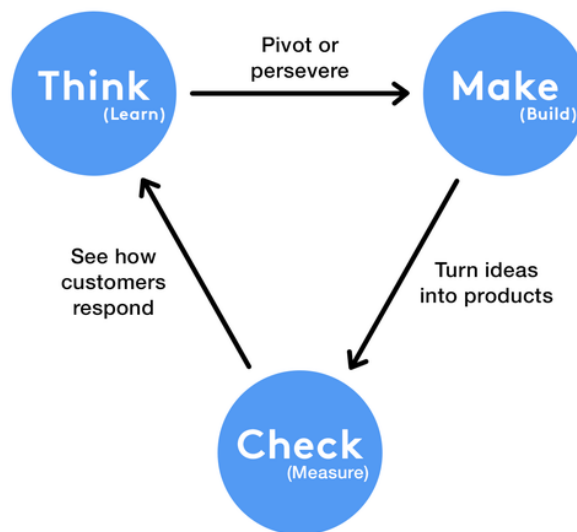 Think
(Learn)
Pivot or
persevere
Make
(Build)
See how
customers
respond
Turn ideas
into products
Check
(Measure)